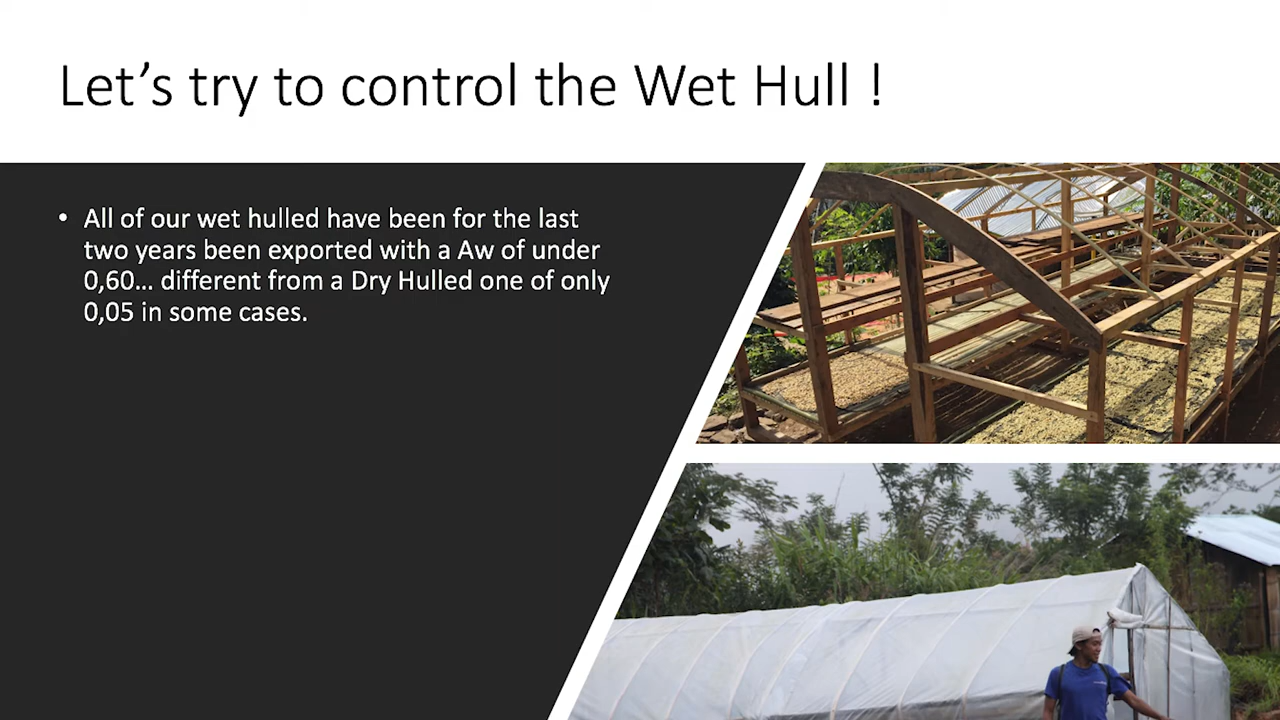 Let’s try to control the Wet Hull !
• All of our wet hulled have been for the last
two years been exported with a Aw of under
0,60… different from a Dry Hulled one of only
0,05 in some cases.